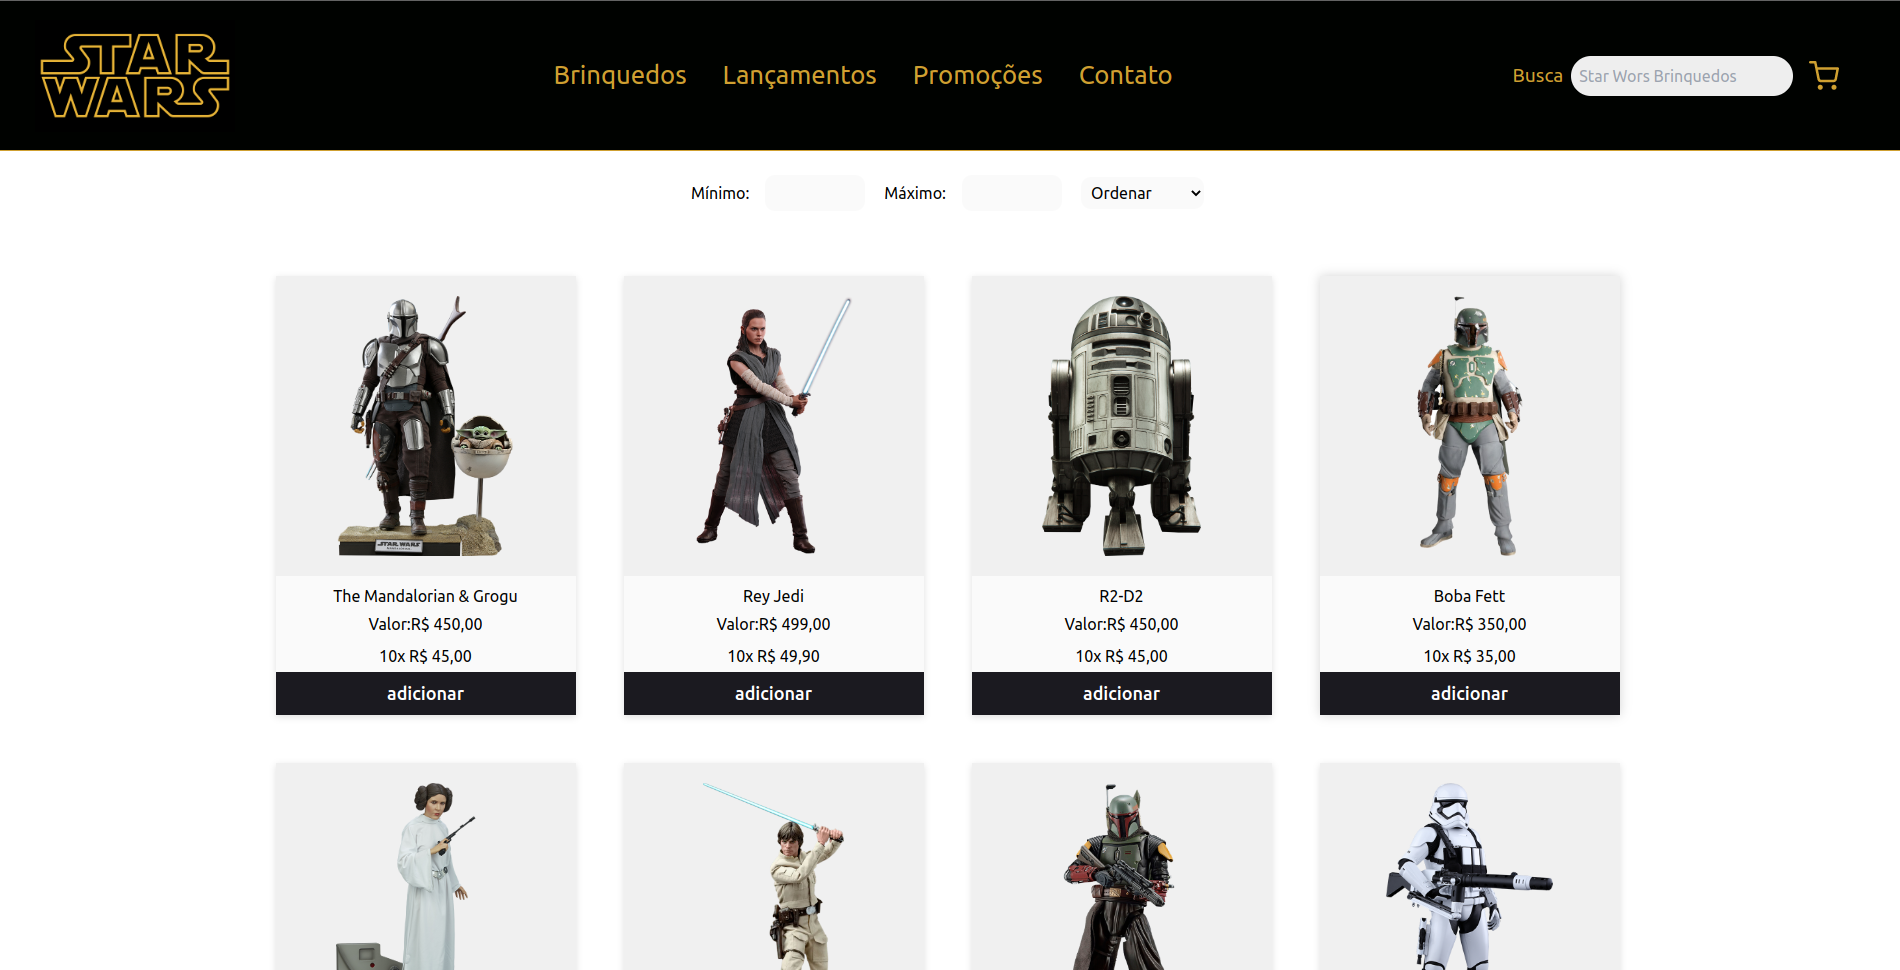 STAR
WARS
Brinquedos Lançamentos Promoções Contato
Busca Star Wors Brinquedos
Mínimo: Máximo: Ordenar
STAR WARS
The Mandalorian & Grogu
Valor:R$ 450,00
10x R$ 45,00
adicionar
Rey Jedi
Valor:R$ 499,00
10x R$ 49,90
adicionar
R2-D2
Valor:R$ 450,00
10x R$ 45,00
adicionar
Boba Fett
Valor:R$ 350,00
10x R$ 35,00
adicionar